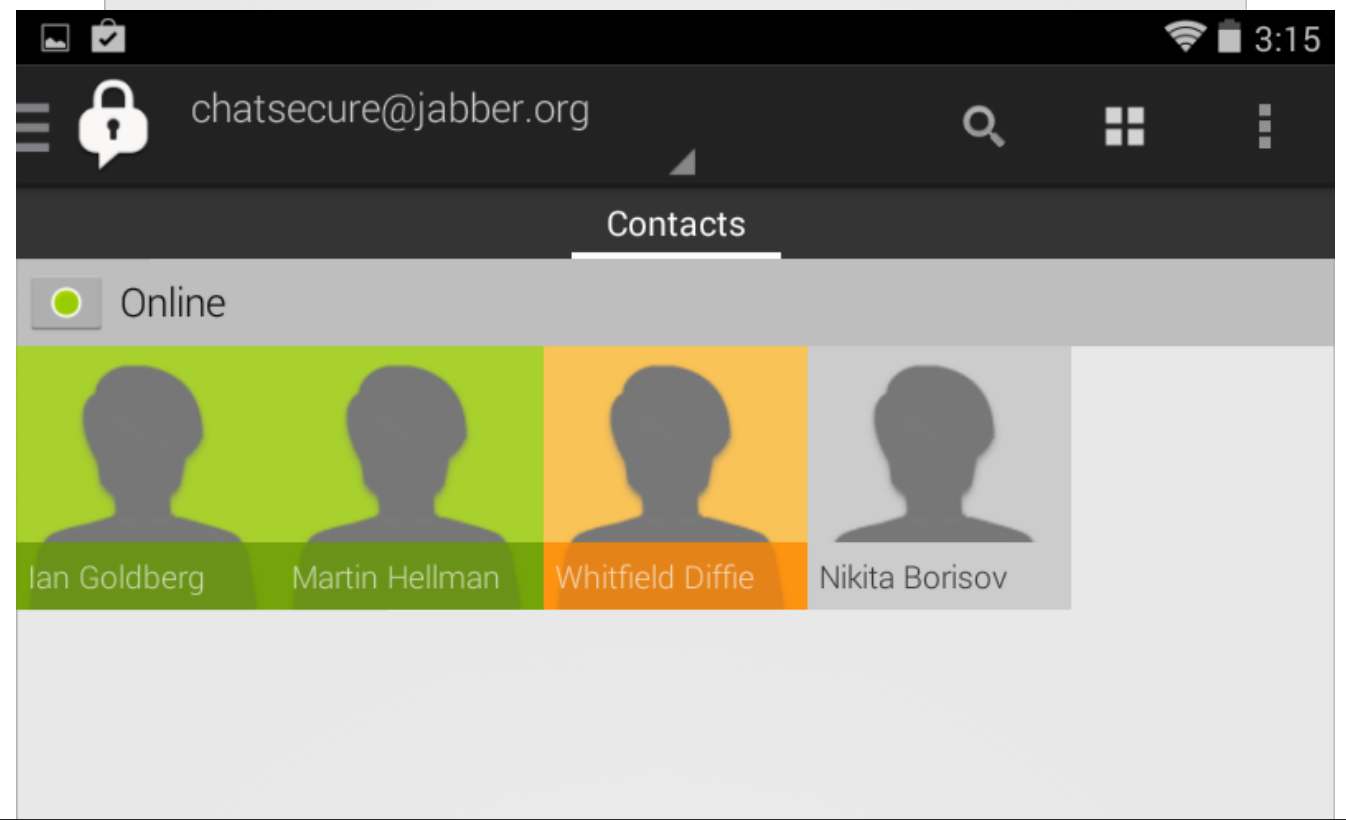 3:15
chatsecure@jabber.org
Contacts
Online
Ian Goldberg
Martin Hellman
Whitfield Diffie
Nikita Borisov